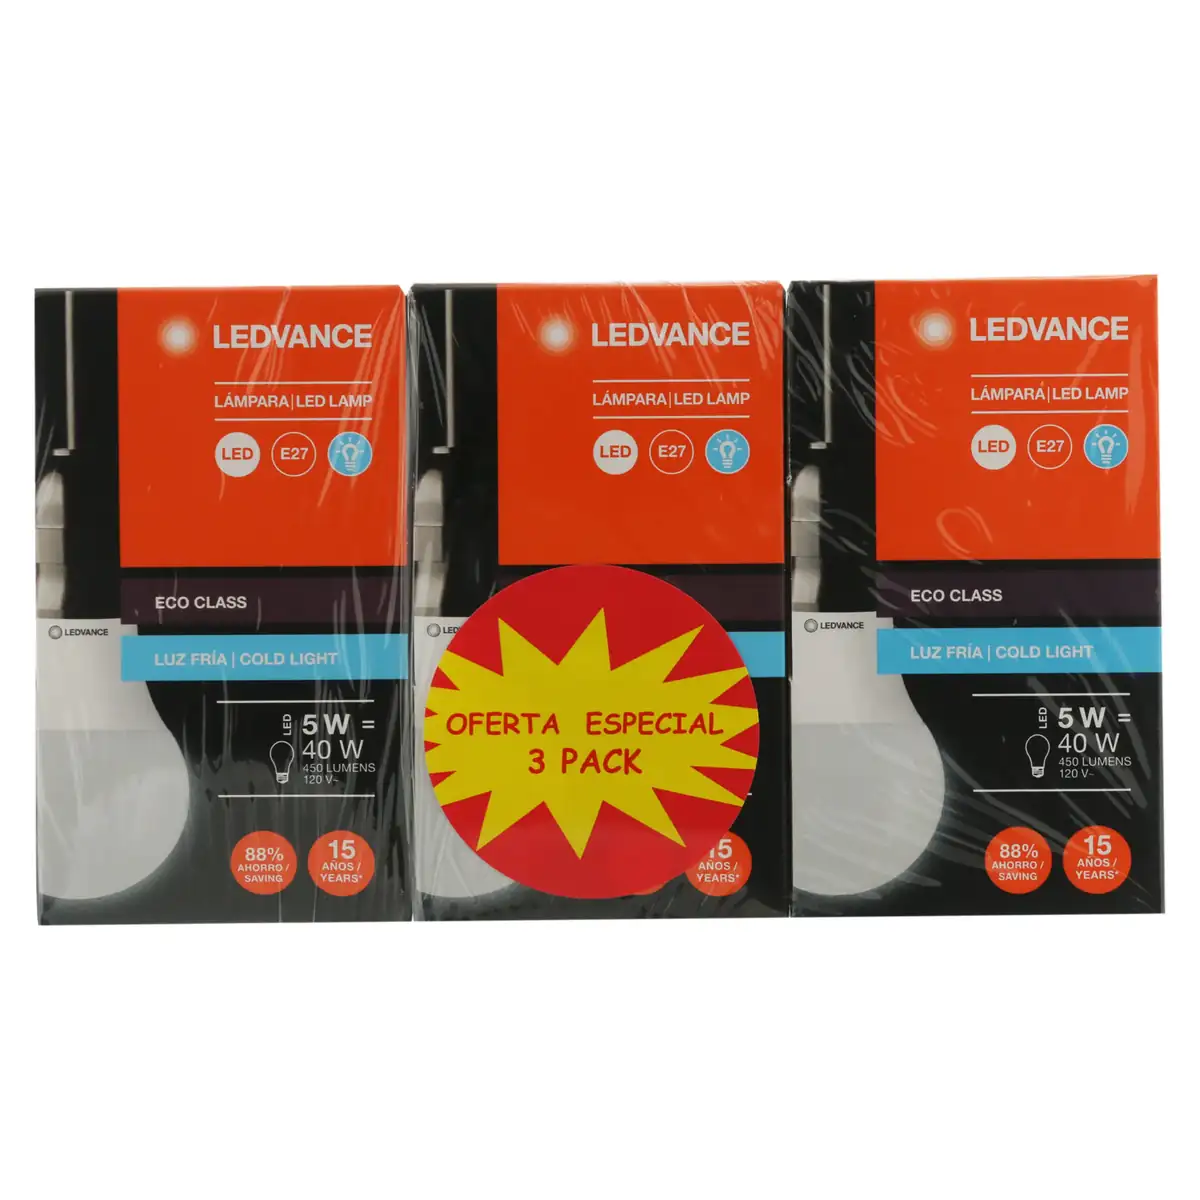 LEDVANCE
LÁMPARA|LED LAMP
LED E27
ECO CLASS
LEDVANCE
LUZ FRÍA | COLD LIGHT
LED
5 W =
40 W
450 LUMENS
120 V~
88%
AHORRO /
SAVING
15
AÑOS /
YEARS*
LEDVANCE
LÁMPARA|LED LAMP
LED E27
LED
OFERTA ESPECIAL
3 PACK
15
AÑOS /
YEARS*
LEDVANCE
LÁMPARA|LED LAMP
LED E27
ECO CLASS
LEDVANCE
LUZ FRÍA | COLD LIGHT
LED
5 W =
40 W
450 LUMENS
120 V~
88%
AHORRO /
SAVING
15
AÑOS /
YEARS*